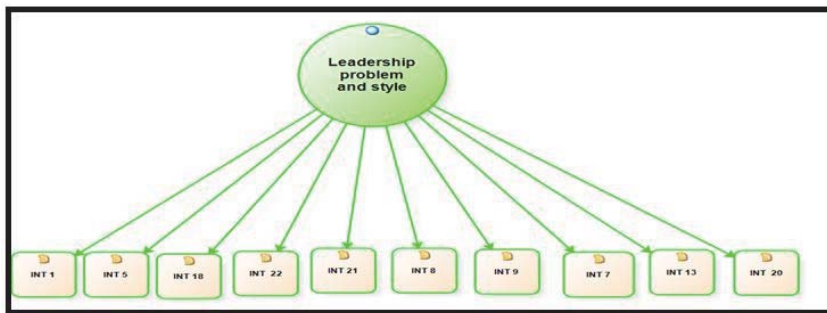 Leadership
problem
and style
INT 1
INT 5
INT 18
INT 22
INT 21
INT 8
INT 9
INT 7
INT 13
INT 20